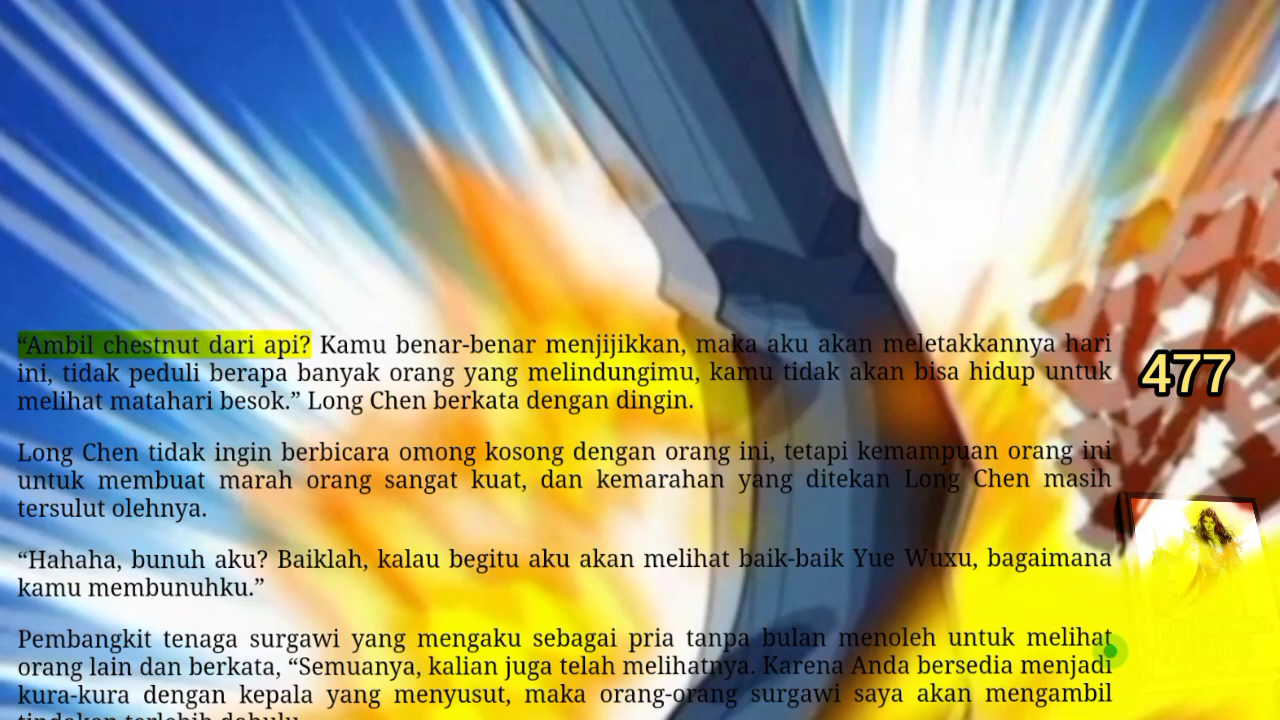 “Ambil chestnut dari api? Kamu benar-benar menjijikkan, maka aku akan meletakkannya hari
ini, tidak peduli berapa banyak orang yang melindungimu, kamu tidak akan bisa hidup untuk
melihat matahari besok.” Long Chen berkata dengan dingin.
Long Chen tidak ingin berbicara omong kosong dengan orang ini, tetapi kemampuan orang ini
untuk membuat marah orang sangat kuat, dan kemarahan yang ditekan Long Chen masih
tersulut olehnya.
“Hahaha, bunuh aku? Baiklah, kalau begitu aku akan melihat baik-baik Yue Wuxu, bagaimana
kamu membunuhku.”
Pembangkit tenaga surgawi yang mengaku sebagai pria tanpa bulan menoleh untuk melihat
orang lain dan berkata, “Semuanya, kalian juga telah melihatnya. Karena Anda bersedia menjadi
kura-kura dengan kepala yang menyusut, maka orang-orang surgawi saya akan mengambil
tindakan terlebih dahulu
477